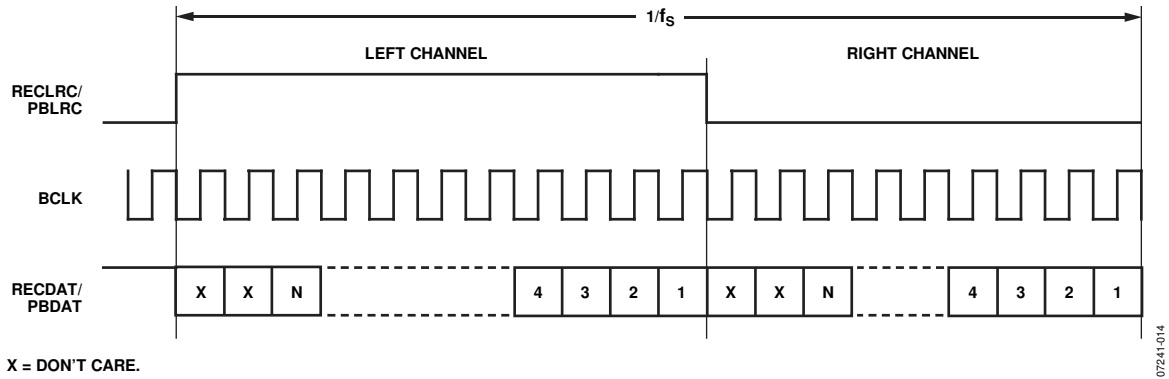 1/fS
LEFT CHANNEL
RIGHT CHANNEL
RECLRC/
PBLRC
BCLK
RECDAT/
PBDAT
X X N 4 3 2 1 X X N 4 3 2 1
X = DON'T CARE.
07241-014